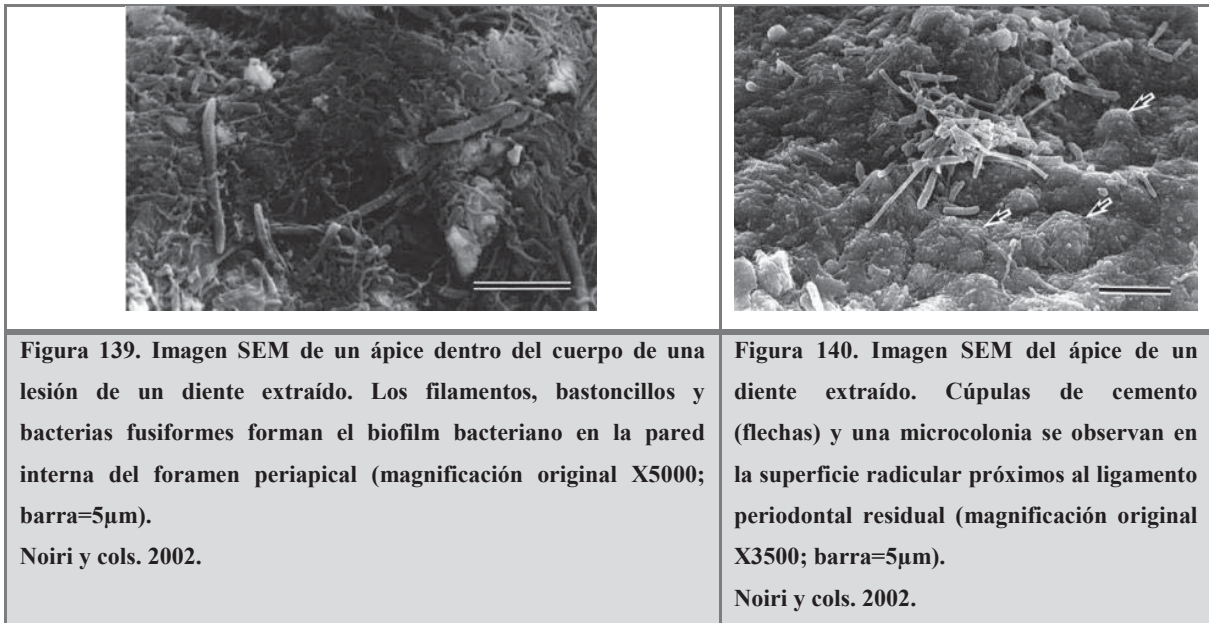 Figura 139. Imagen SEM de un ápice dentro del cuerpo de una
lesión de un diente extraído. Los filamentos, bastoncillos y
bacterias fusiformes forman el biofilm bacteriano en la pared
interna del foramen periapical (magnificación original X5000;
barra=5µm).
Noiri y cols. 2002.
Figura 140. Imagen SEM del ápice de un
diente extraído. Cúpulas de cemento
(flechas) y una microcolonia se observan en
la superficie radicular próximos al ligamento
periodontal residual (magnificación original
X3500; barra=5µm).
Noiri y cols. 2002.